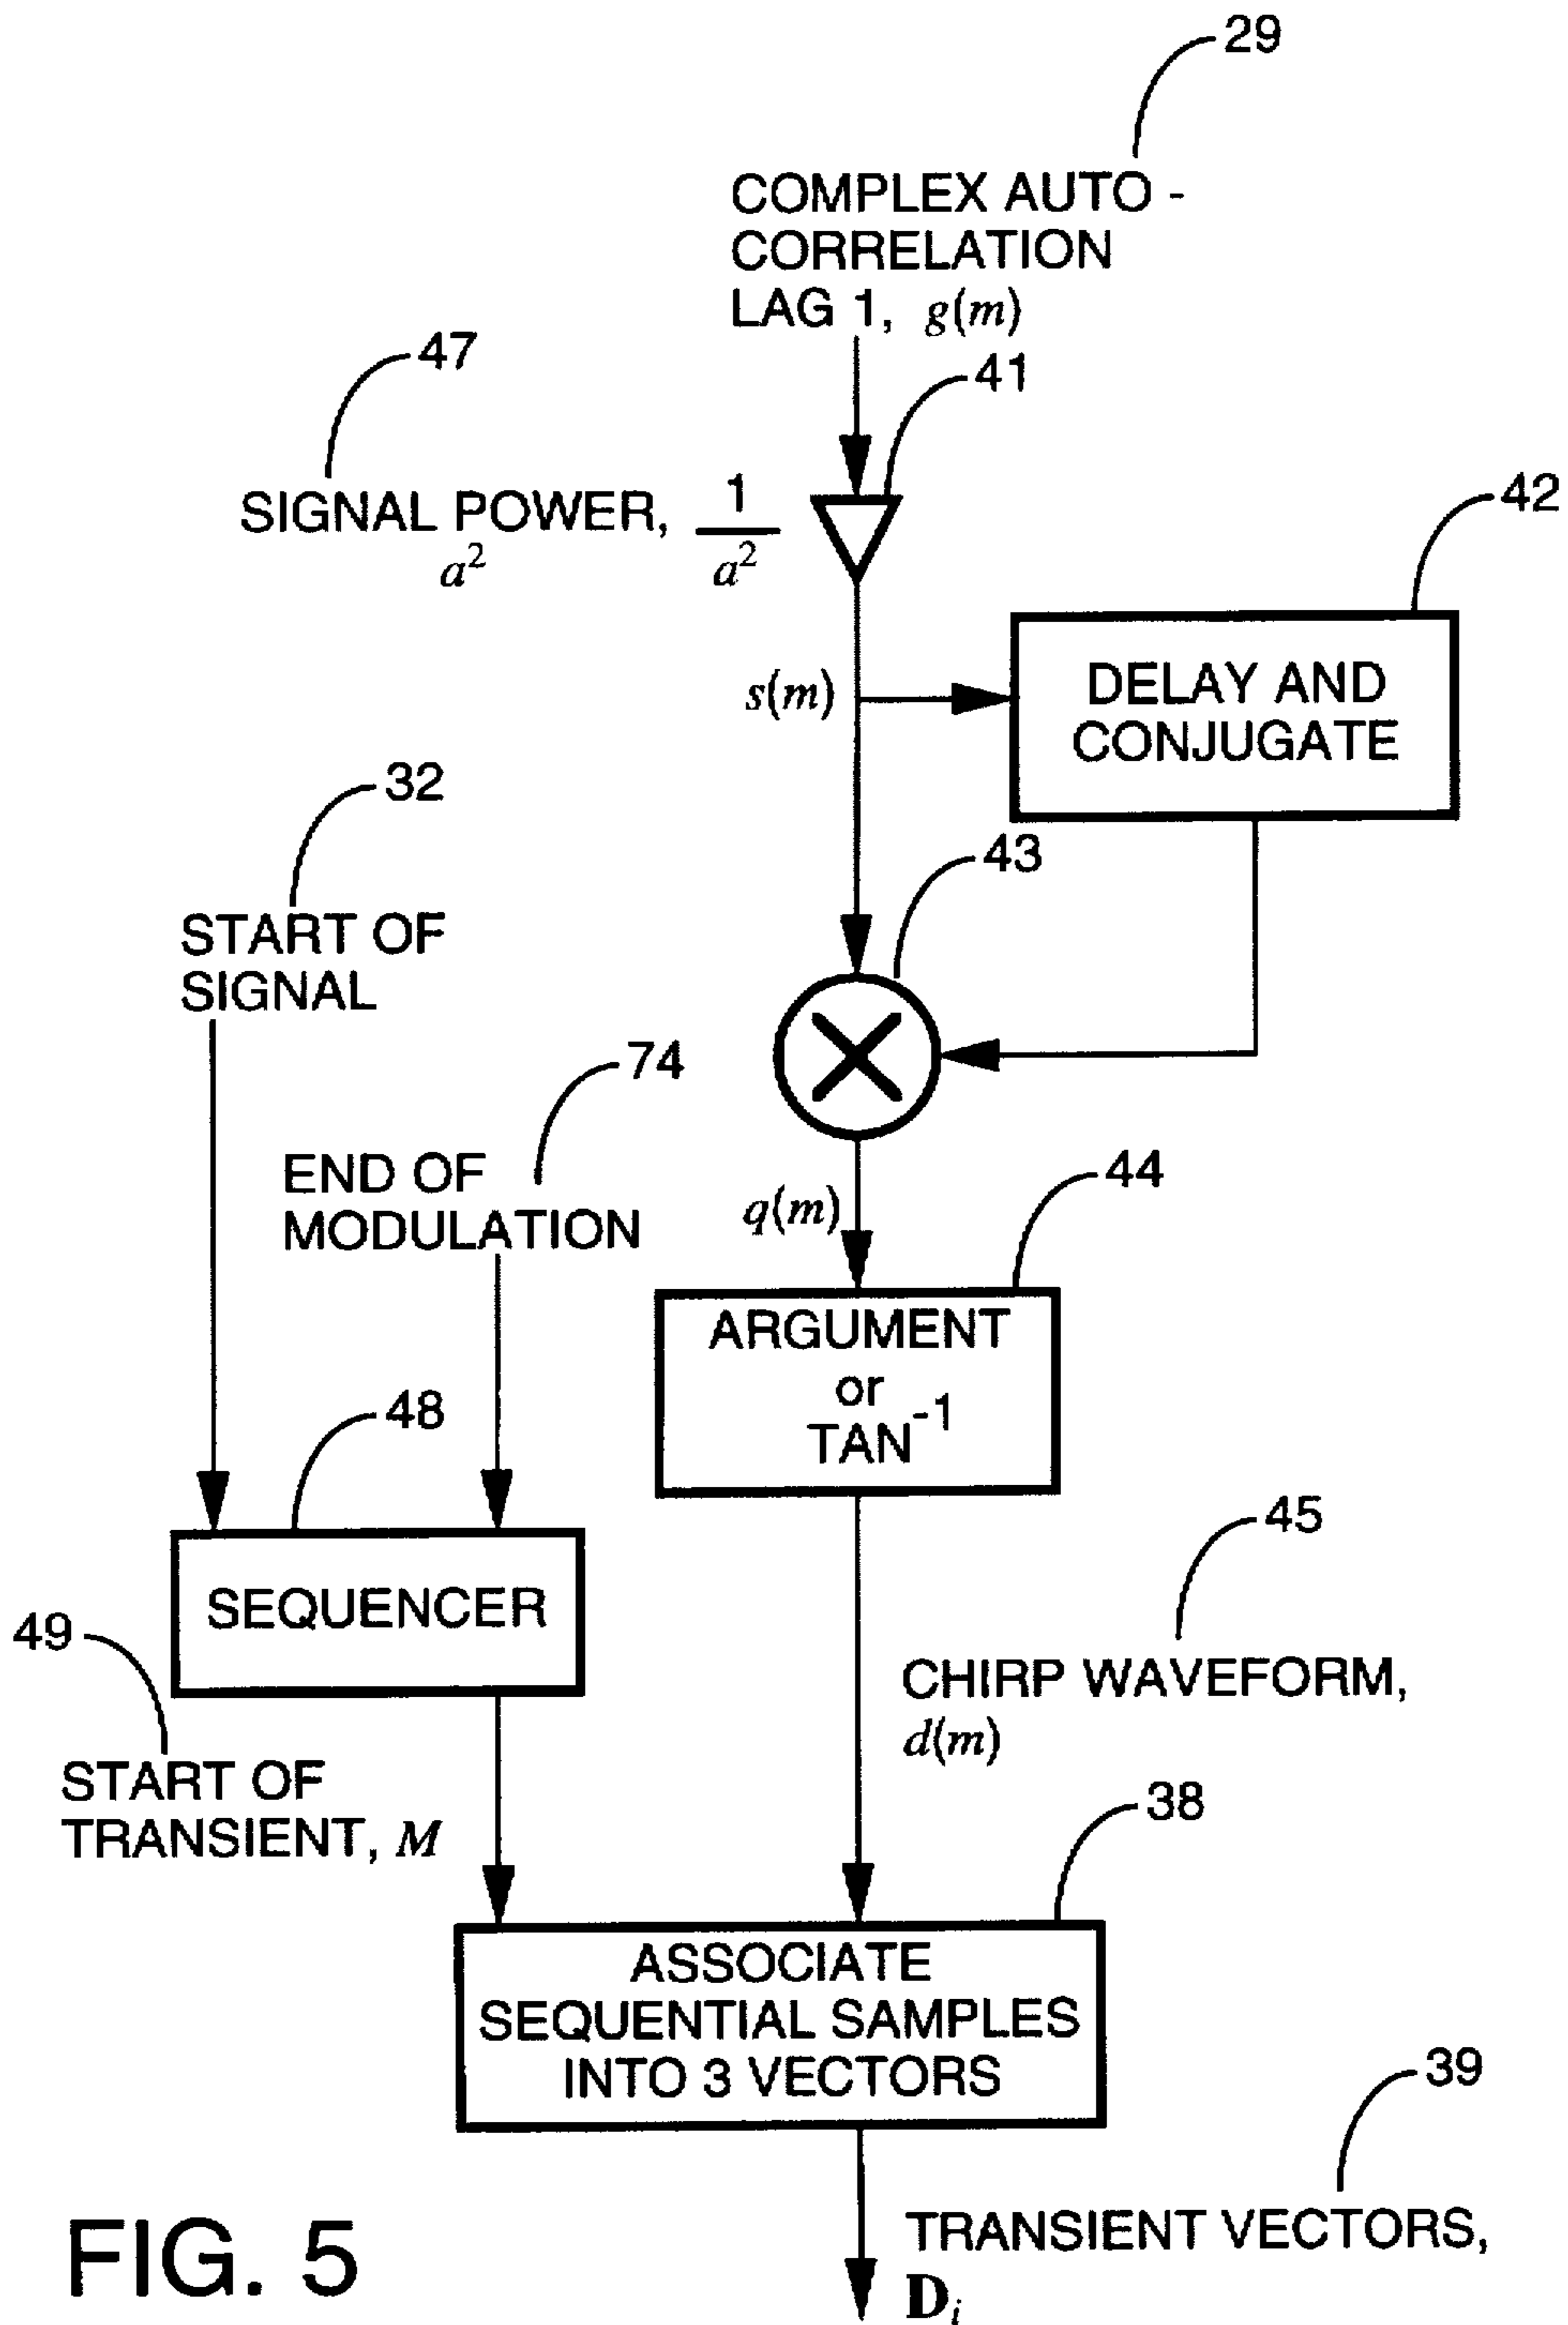 29
COMPLEX AUTO -
CORRELATION
LAG 1, g(m)
47
41
SIGNAL POWER, 1
a² a²
42
DELAY AND
CONJUGATE
s(m)
32
START OF
SIGNAL
43
74
END OF
MODULATION
q(m)
44
ARGUMENT
or
TAN⁻¹
48
SEQUENCER
45
CHIRP WAVEFORM,
d(m)
49
START OF
TRANSIENT, M
38
ASSOCIATE
SEQUENTIAL SAMPLES
INTO 3 VECTORS
39
TRANSIENT VECTORS,
Dᵢ
FIG. 5